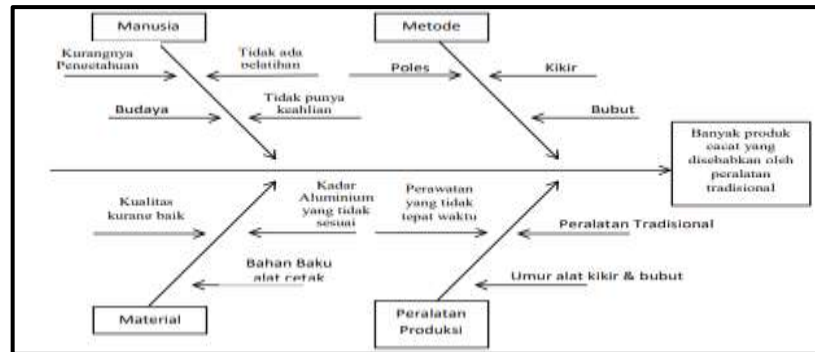 Manusia
Metode
Kurangnya
Pengetahuan
Tidak ada
pelatihan
Poles
Kikir
Budaya
Tidak punya
keahlian
Bubut
Banyak produk
cacat yang
disebabkan oleh
peralatan
tradisional
Kualitas
kurang baik
Kadar
Aluminium
yang tidak
sesuai
Perawatan
yang tidak
tepat waktu
Peralatan Tradisional
Bahan Baku
alat cetak
Umur alat kikir & bubut
Material
Peralatan
Produksi